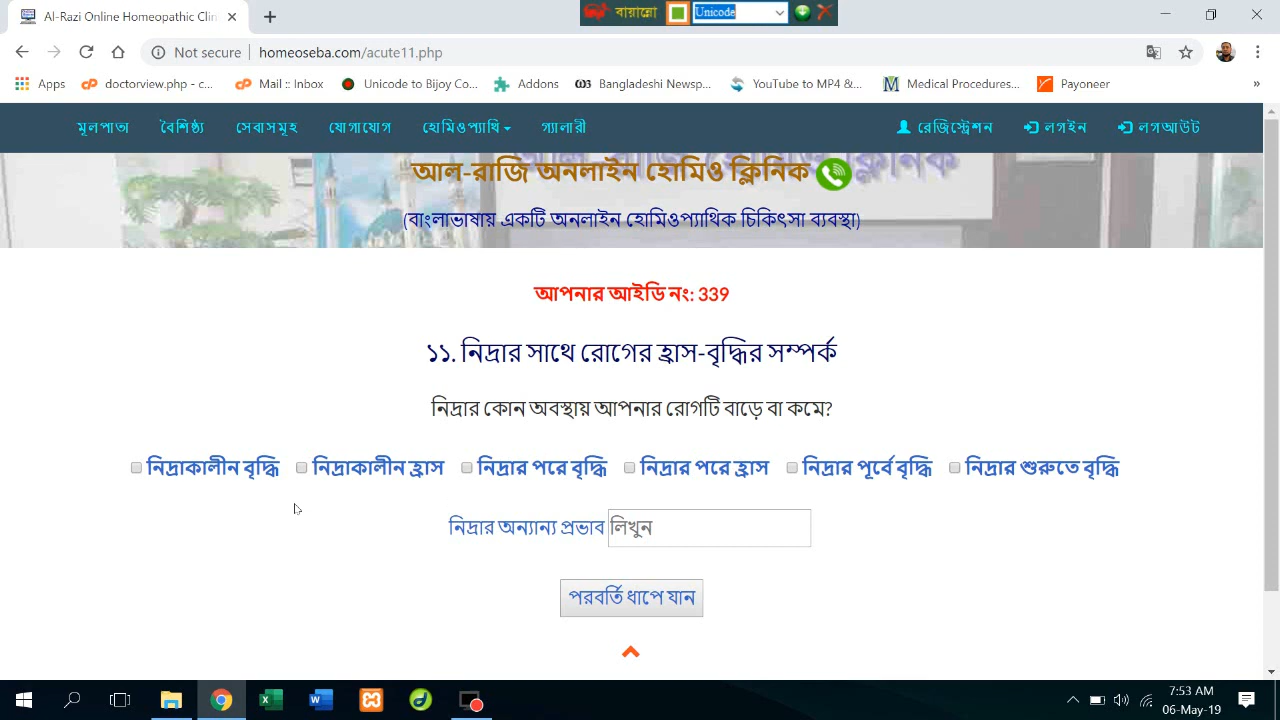 Al-Razy Online Homeopathic Clin
বায়ান্নো
Unicode
Not secure | homeoseba.com/acute11.php
Apps doctorview.php - c... Mail :: Inbox Unicode to Bijoy Co... Addons Bangladeshi Newsp... YouTube to MP4 &... Medical Procedures... Payoneer »
মূলপাতা বৈশিষ্ঠ্য সেবাসমূহ যোগাযোগ হোমিওপ্যাথি গ্যালারী রেজিস্ট্রেশন লগইন লগআউট
আল-রাজি অনলাইন হোমিও ক্লিনিক
(বাংলাভাষায় একটি অনলাইন হোমিওপ্যাথিক চিকিৎসা ব্যবস্থা)
আপনার আইডি নং: 339
১১. নিদ্রার সাথে রোগের হ্রাস-বৃদ্ধির সম্পর্ক
নিদ্রার কোন অবস্থায় আপনার রোগটি বাড়ে বা কমে?
নিদ্রাকালীন বৃদ্ধি নিদ্রাকালীন হ্রাস নিদ্রার পরে বৃদ্ধি নিদ্রার পরে হ্রাস নিদ্রার পূর্বে বৃদ্ধি নিদ্রার শুরুতে বৃদ্ধি
নিদ্রার অন্যান্য প্রভাব লিখুন
পরবর্তি ধাপে যান
7:53 AM
06-May-19